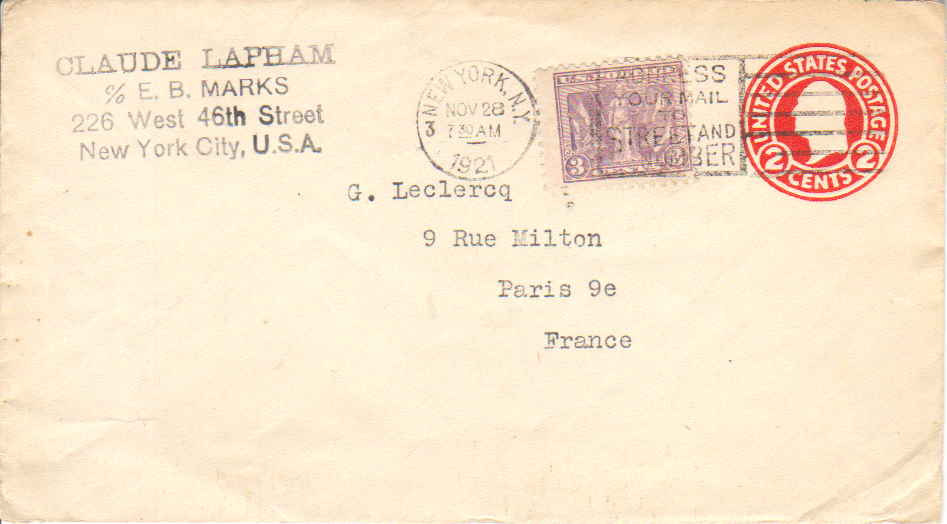 CLAUDE LAPHAM
c/o E. B. MARKS
226 West 46th Street
New York City, U.S.A.
NEW YORK, N.Y.
3
NOV 28
7 30 AM
1921
U.S. POSTAGE
3
ADDRESS
YOUR MAIL
TO
STREET AND
NUMBER
UNITED STATES POSTAGE
2 CENTS 2
G. Leclercq
9 Rue Milton
Paris 9e
France